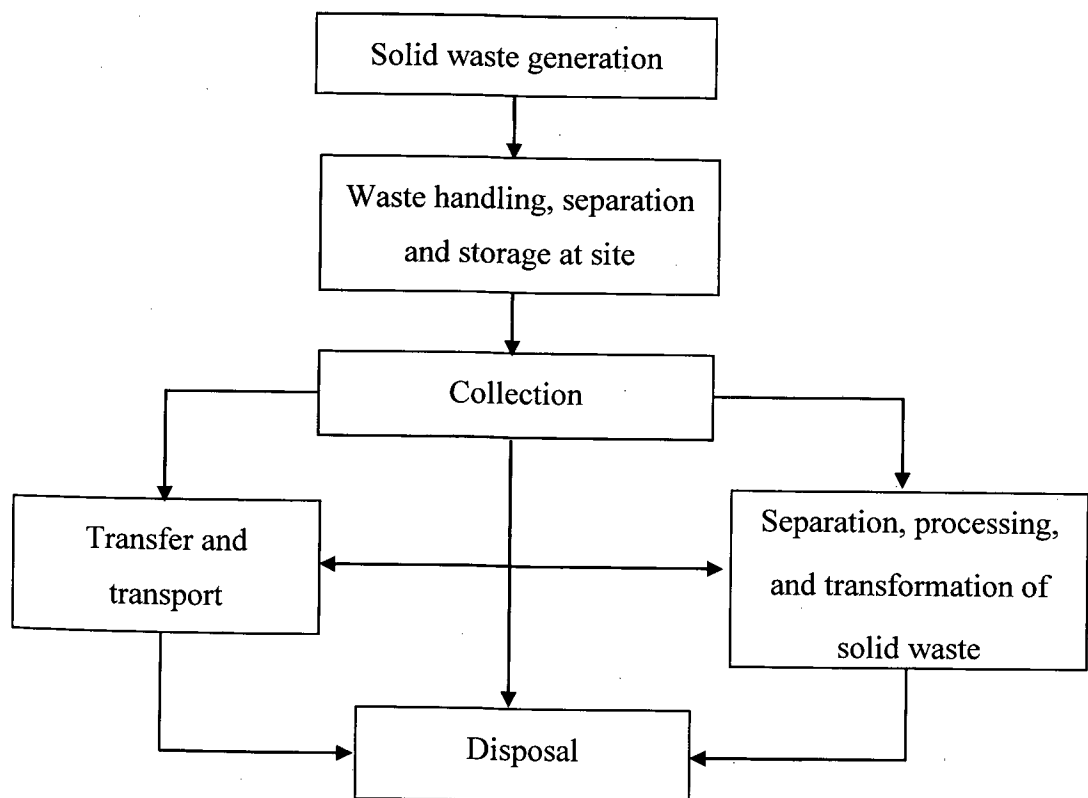 Solid waste generation
Waste handling, separation
and storage at site
Collection
Transfer and
transport
Separation, processing,
and transformation of
solid waste
Disposal